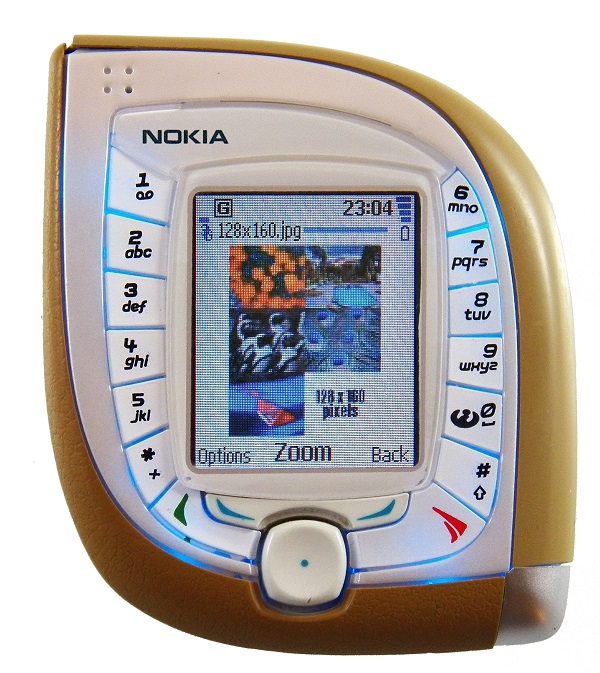 NOKIA
G 23:04
128x160.jpg
128 x 160
pixels
Options Zoom Back
1
2
abc
3
def
4
ghi
5
jkl
*
+
6
mno
7
pqrs
8
tuv
9
wxyz
0
#